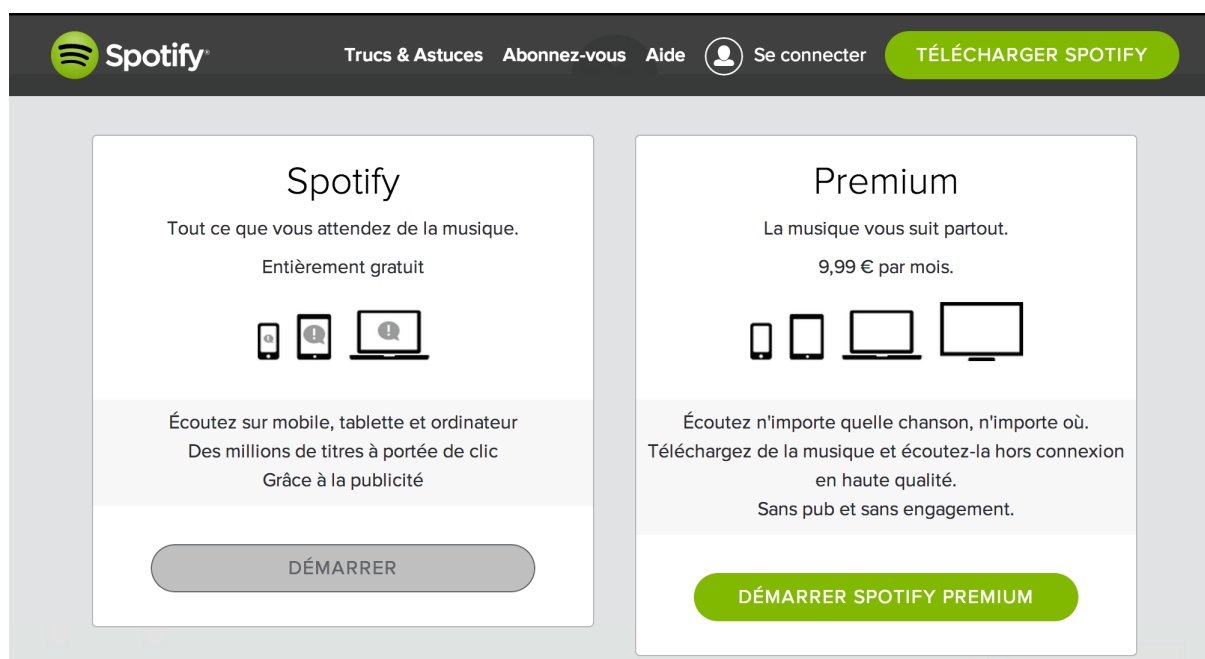 Spotify
Trucs & Astuces Abonnez-vous Aide Se connecter TÉLÉCHARGER SPOTIFY
Spotify
Tout ce que vous attendez de la musique.
Entièrement gratuit
Écoutez sur mobile, tablette et ordinateur
Des millions de titres à portée de clic
Grâce à la publicité
DÉMARRER
Premium
La musique vous suit partout.
9,99 € par mois.
Écoutez n'importe quelle chanson, n'importe où.
Téléchargez de la musique et écoutez-la hors connexion
en haute qualité.
Sans pub et sans engagement.
DÉMARRER SPOTIFY PREMIUM